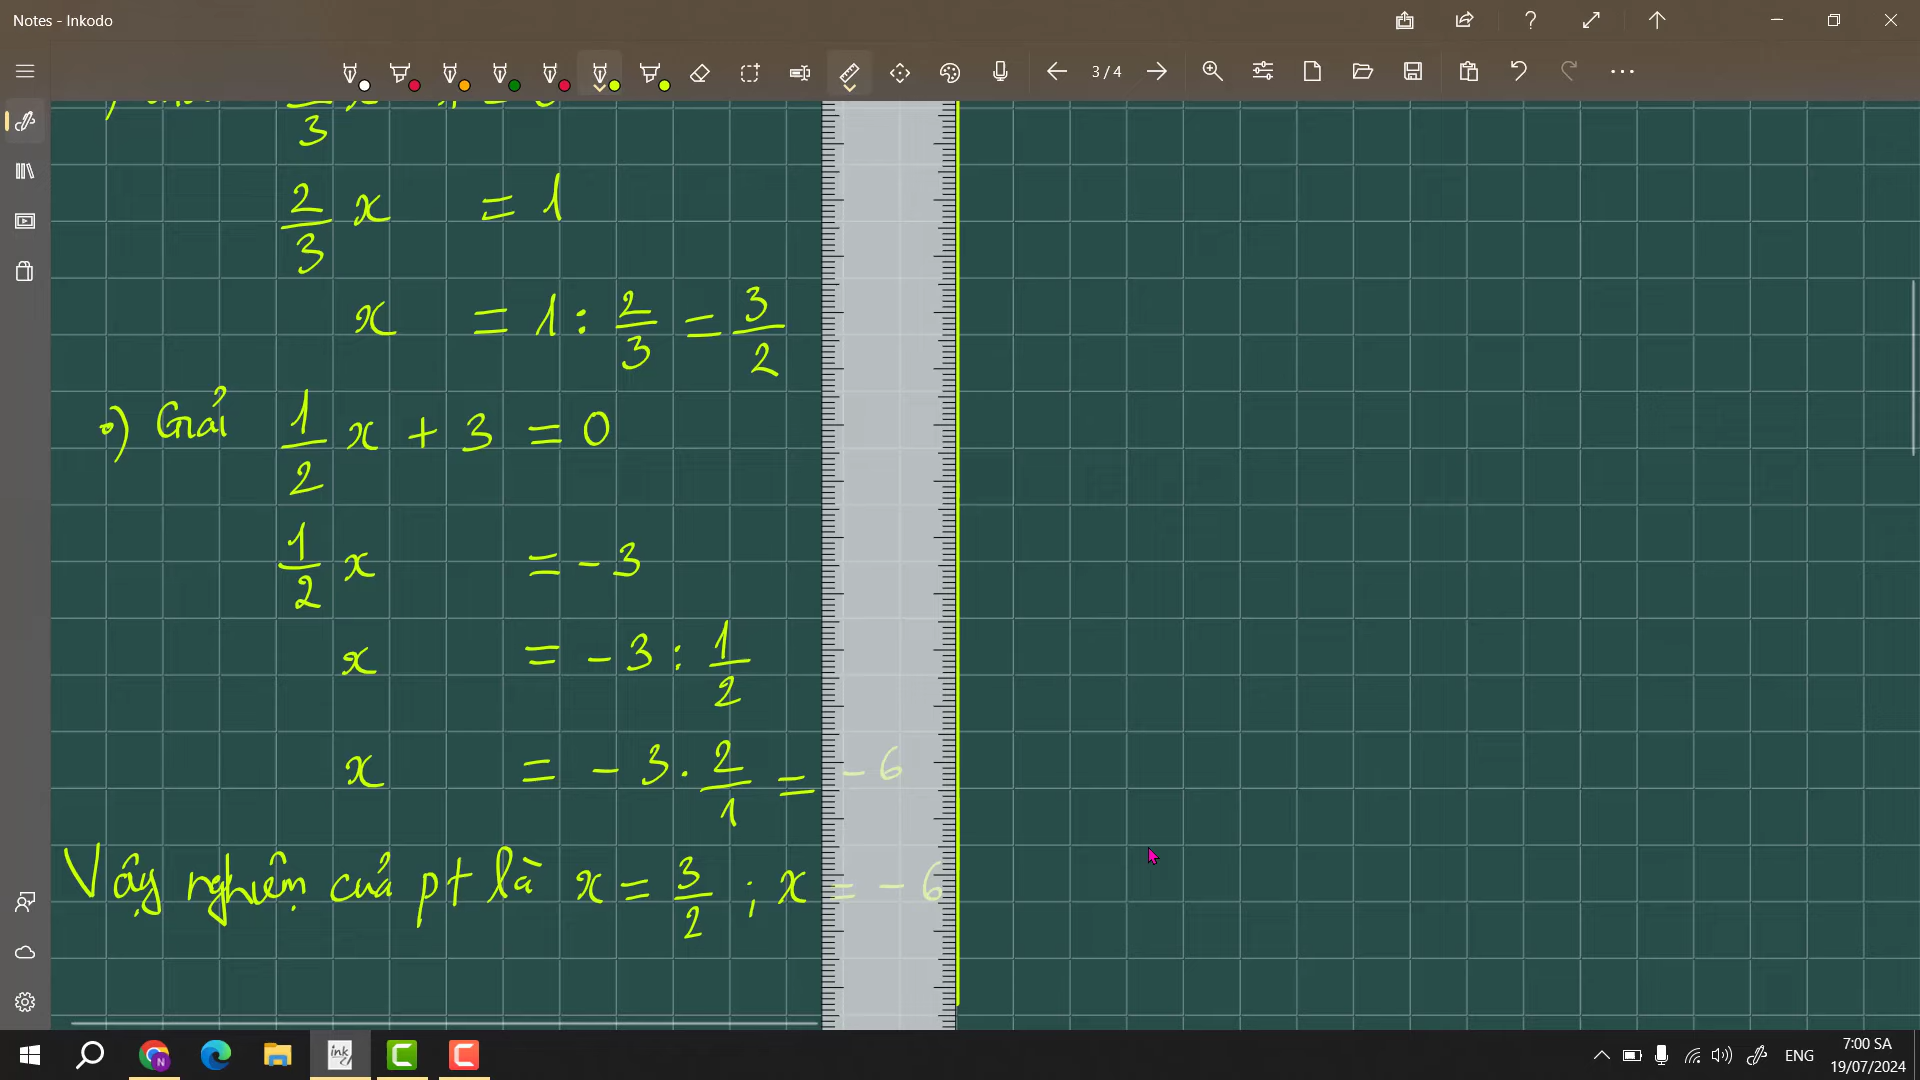 Notes - Inkodo
3 / 4
3
2/3 x = 1
x = 1 : 2/3 = 3/2
•) Giải 1/2 x + 3 = 0
1/2 x = - 3
x = - 3 : 1/2
x = - 3 . 2/1 = - 6
Vậy nghiệm của pt là x = 3/2 ; x = - 6
ENG
7:00 SA
19/07/2024